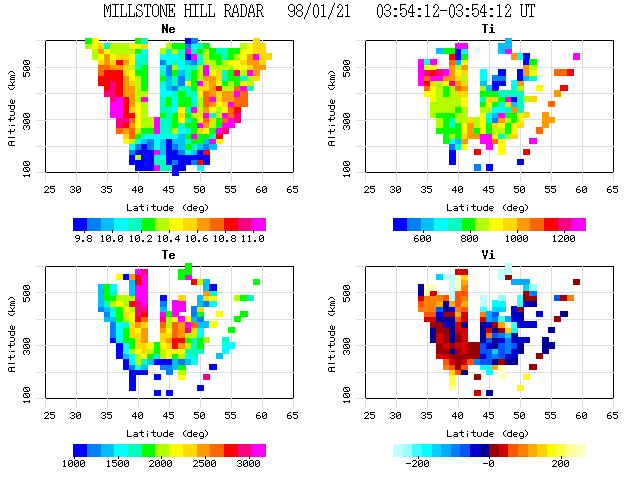 MILLSTONE HILL RADAR 98/01/21 03:54:12-03:54:12 UT
Ne Ti
Altitude (km) 500 300 100 Altitude (km) 500 300 100
25 30 35 40 45 50 55 60 65 25 30 35 40 45 50 55 60 65
Latitude (deg) Latitude (deg)
9.8 10.0 10.2 10.4 10.6 10.8 11.0 600 800 1000 1200
Te Vi
Altitude (km) 500 300 100 Altitude (km) 500 300 100
25 30 35 40 45 50 55 60 65 25 30 35 40 45 50 55 60 65
Latitude (deg) Latitude (deg)
1000 1500 2000 2500 3000 -200 -0 200